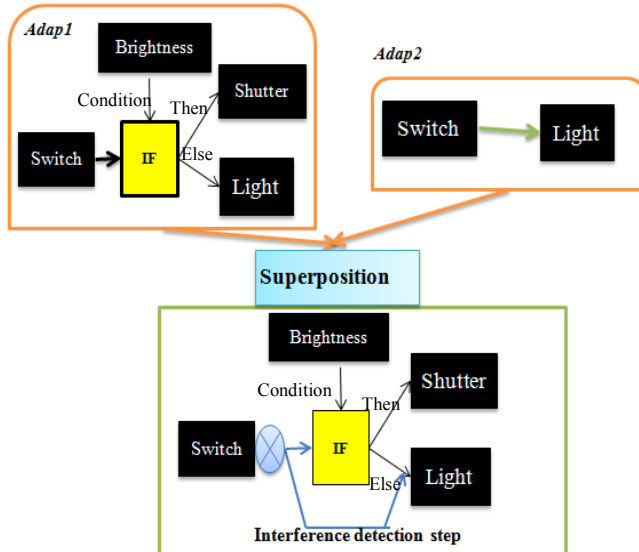 Adap1
Brightness
Condition
Then
Shutter
Switch
IF
Else
Light
Adap2
Switch
Light
Superposition
Brightness
Condition
Then
Shutter
Switch
IF
Else
Light
Interference detection step